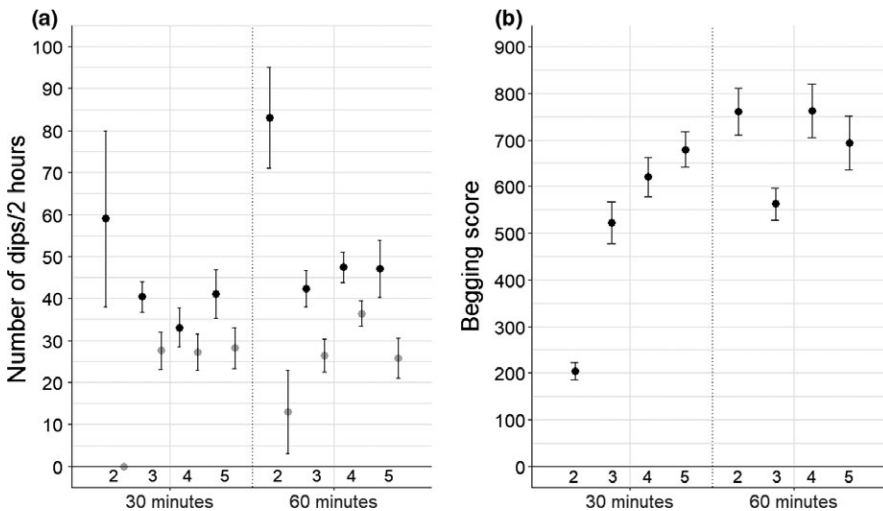 (a)
Number of dips/2 hours
100
90
80
70
60
50
40
30
20
10
0
2 3 4 5 2 3 4 5
30 minutes 60 minutes
(b)
Begging score
900
800
700
600
500
400
300
200
100
0
2 3 4 5 2 3 4 5
30 minutes 60 minutes